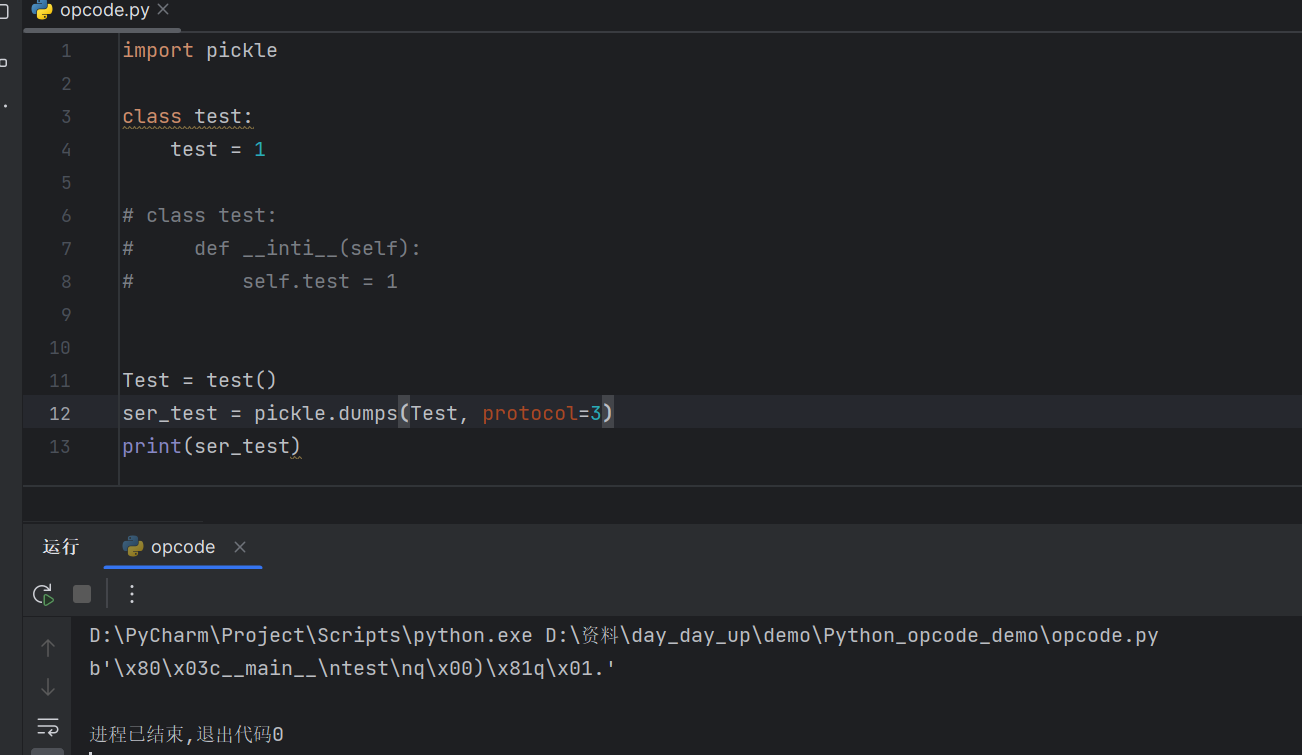 opcode.py
1 import pickle
2
3 class test:
4     test = 1
5
6 # class test:
7 #     def __inti__(self):
8 #         self.test = 1
9
10
11 Test = test()
12 ser_test = pickle.dumps(Test, protocol=3)
13 print(ser_test)
运行 opcode
D:\PyCharm\Project\Scripts\python.exe D:\资料\day_day_up\demo\Python_opcode_demo\opcode.py
b'\x80\x03c__main__\ntest\nq\x00)\x81q\x01.'
进程已结束,退出代码0